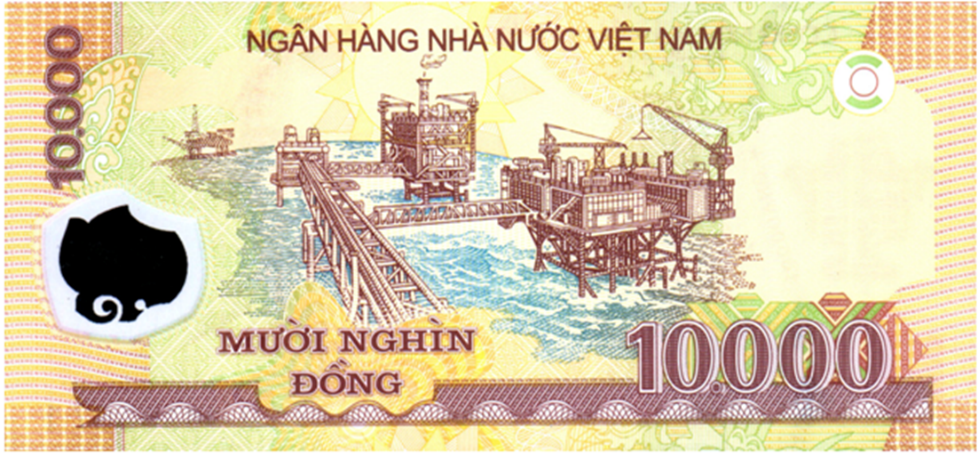 NGÂN HÀNG NHÀ NƯỚC VIỆT NAM
10.000
MƯỜI NGHÌN
ĐỒNG
10.000